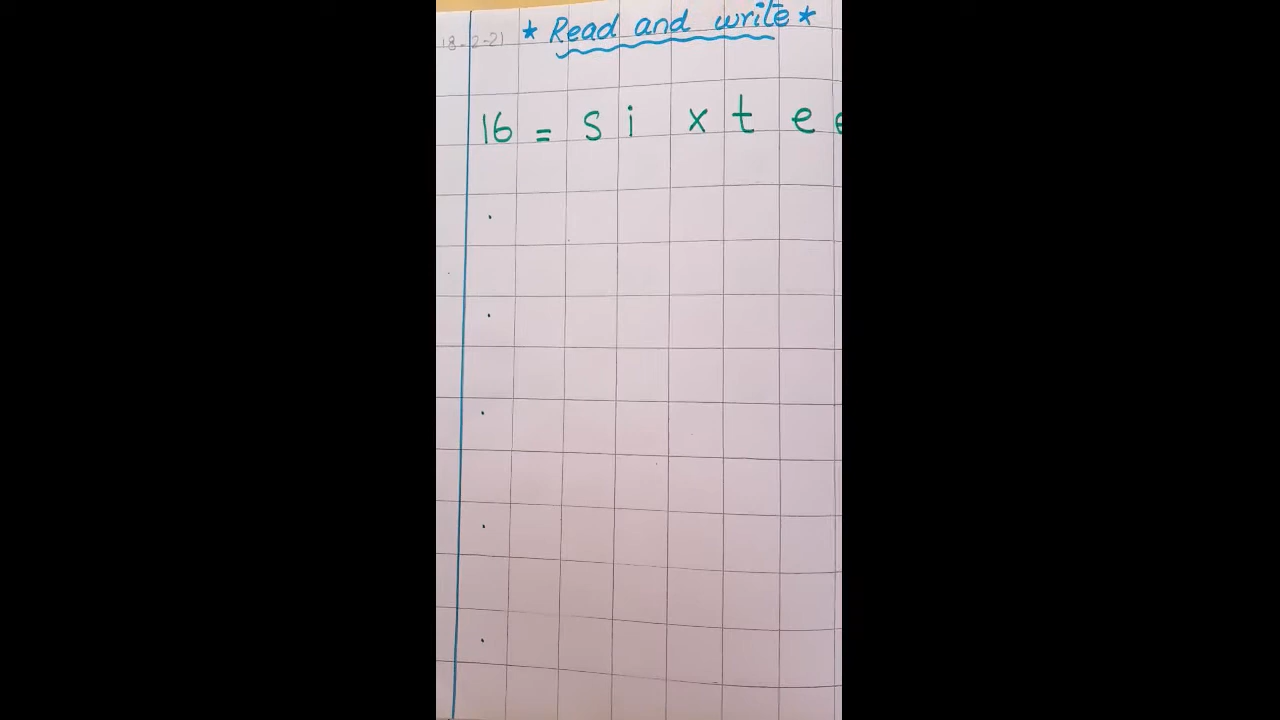 * Read and write *
18-2-21
16 = s i x t e e